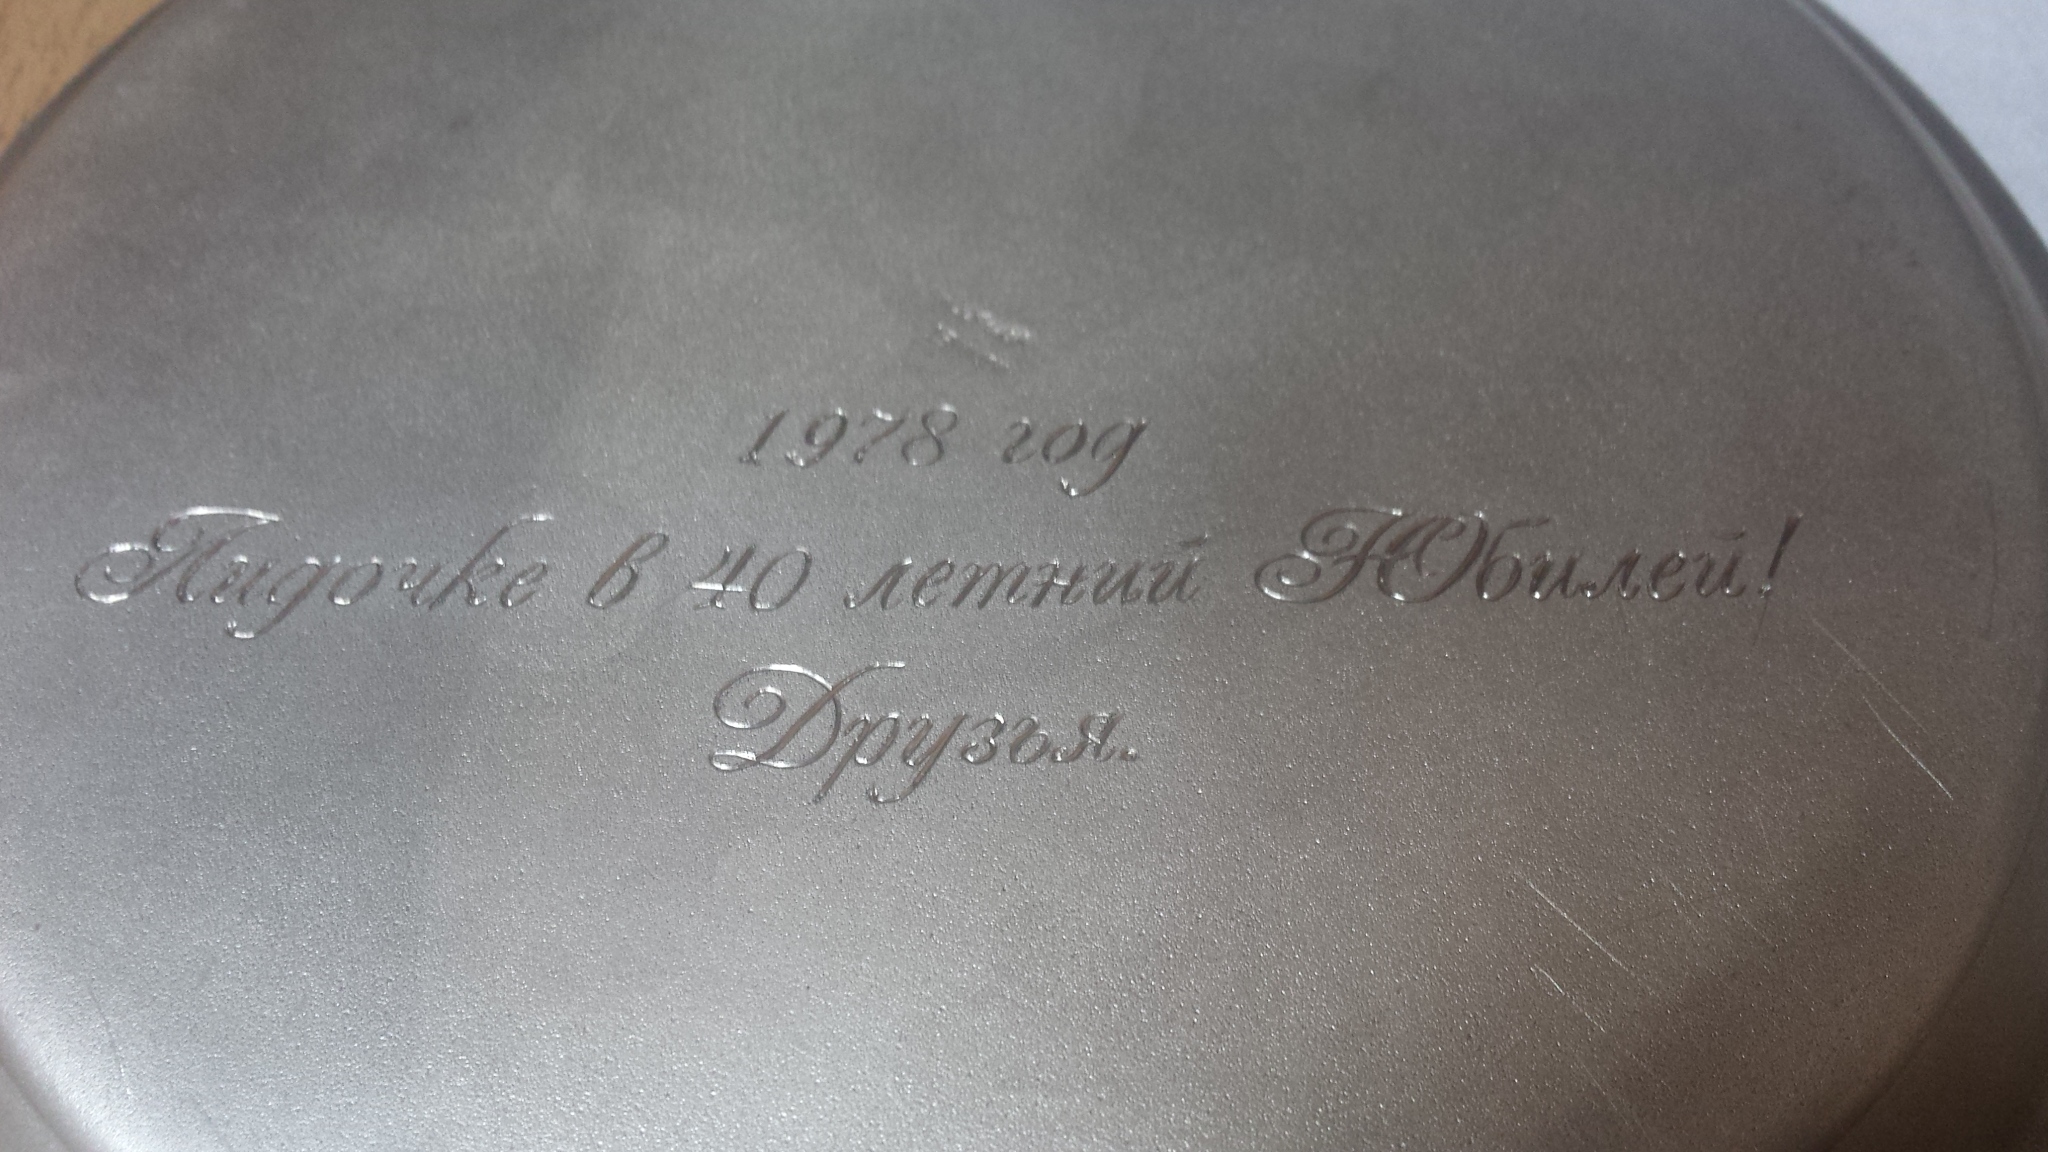 1978 год
Лидочке в 40 летний Юбилей!
Друзья.